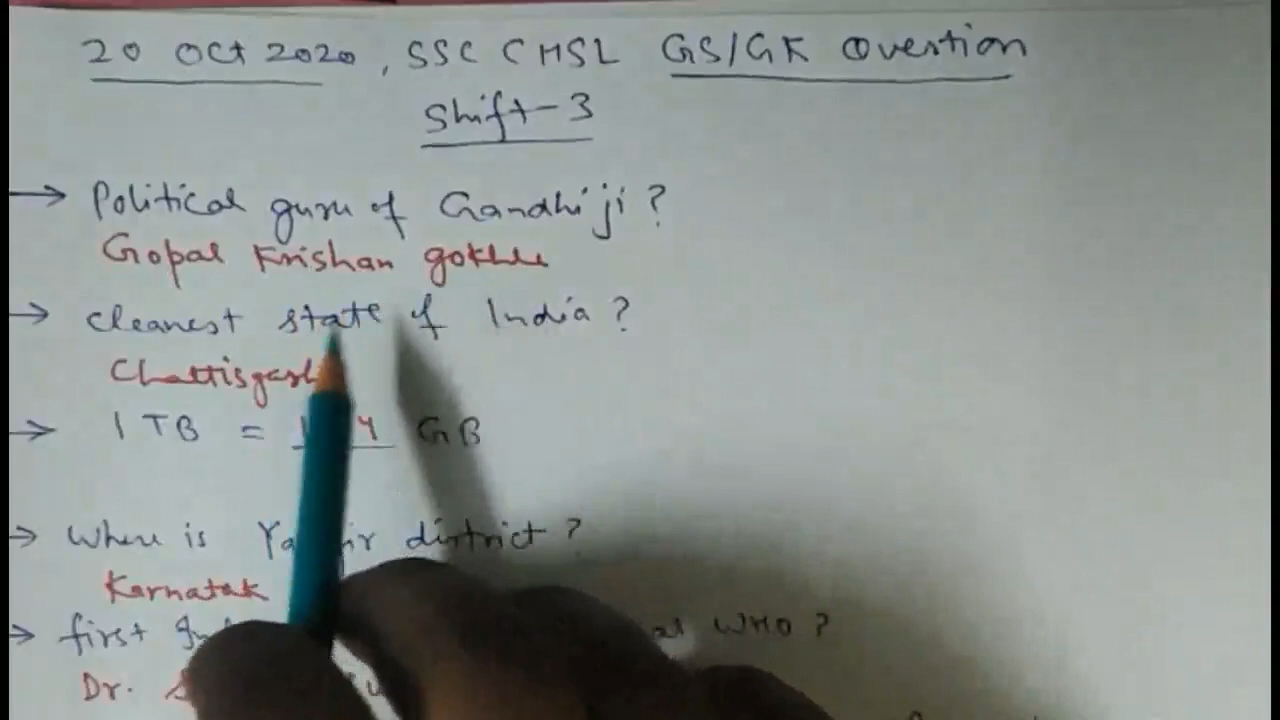 20 Oct 2020, SSC CHSL GS/GK Question
Shift-3
→ Political guru of Gandhiji?
Gopal Krishan gokhle
→ Cleanest state of India?
Chattisgarh
→ 1 TB = GB
→ Where is district?
Karnatak
→ first WHO?
Dr.